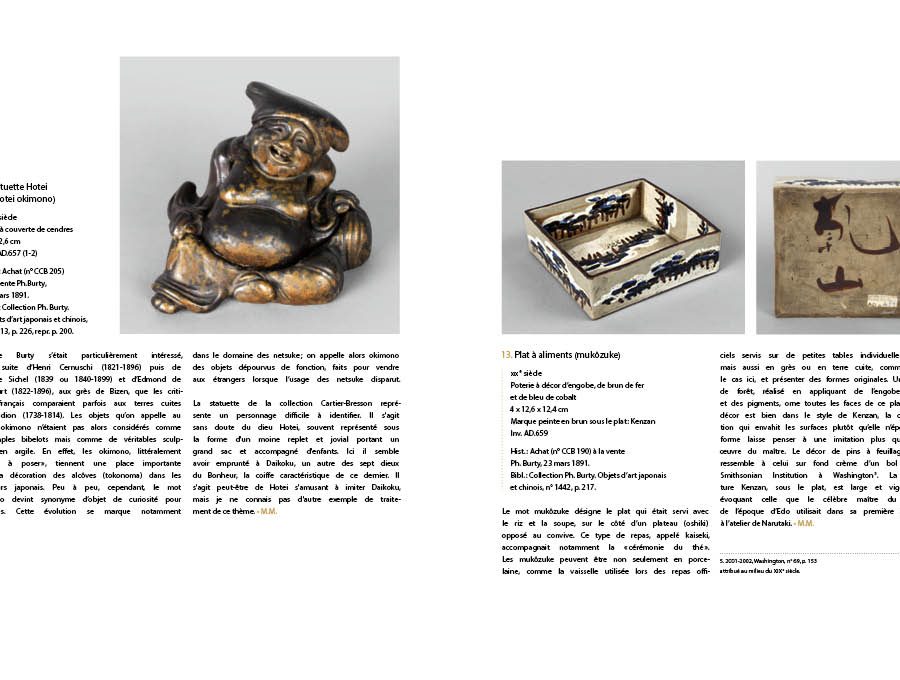 tuette Hotei
otei okimono)
siècle
à couverte de cendres
2,6 cm
AD.657 (1-2)
: Achat (n° CCB 205)
ente Ph.Burty,
ars 1891.
: Collection Ph. Burty.
ts d'art japonais et chinois,
13, p. 226, repr. p. 200.
e Burty s'était particulièrement intéressé,
suite d'Henri Cernuschi (1821-1896) puis de
e Sichel (1839 ou 1840-1899) et d'Edmond de
rt (1822-1896), aux grès de Bizen, que les criti-
français comparaient parfois aux terres cuites
dion (1738-1814). Les objets qu'on appelle au
okimono n'étaient pas alors considérés comme
ples bibelots mais comme de véritables sculp-
en argile. En effet, les okimono, littéralement
à poser», tiennent une place importante
a décoration des alcôves (tokonoma) dans les
rs japonais. Peu à peu, cependant, le mot
o devint synonyme d'objet de curiosité pour
s. Cette évolution se marque notamment
dans le domaine des netsuke; on appelle alors okimono
des objets dépourvus de fonction, faits pour vendre
aux étrangers lorsque l'usage des netsuke disparut.
La statuette de la collection Cartier-Bresson repré-
sente un personnage difficile à identifier. Il s'agit
sans doute du dieu Hotei, souvent représenté sous
la forme d'un moine replet et jovial portant un
grand sac et accompagné d'enfants. Ici il semble
avoir emprunté à Daikoku, un autre des sept dieux
du Bonheur, la coiffe caractéristique de ce dernier. Il
s'agit peut-être de Hotei s'amusant à imiter Daikoku,
mais je ne connais pas d'autre exemple de traite-
ment de ce thème. • M.M.
乾山
13. Plat à aliments (mukōzuke)
XIXe siècle
Poterie à décor d'engobe, de brun de fer
et de bleu de cobalt
4 x 12,6 x 12,4 cm
Marque peinte en brun sous le plat: Kenzan
Inv. AD.659
Hist.: Achat (n° CCB 190) à la vente
Ph. Burty, 23 mars 1891.
Bibl.: Collection Ph. Burty. Objets d'art japonais
et chinois, n° 1442, p. 217.
Le mot mukōzuke désigne le plat qui était servi avec
le riz et la soupe, sur le côté d'un plateau (oshiki)
opposé au convive. Ce type de repas, appelé kaiseki,
accompagnait notamment la «cérémonie du thé».
Les mukōzuke peuvent être non seulement en porce-
laine, comme la vaisselle utilisée lors des repas offi-
ciels servis sur de petites tables individuelle
mais aussi en grès ou en terre cuite, comm
le cas ici, et présenter des formes originales. Un
de forêt, réalisé en appliquant de l'engobe
et des pigments, orne toutes les faces de ce pla
décor est bien dans le style de Kenzan, la c
tion qui envahit les surfaces plutôt qu'elle n'épo
forme laisse penser à une imitation plus qu
œuvre du maître. Le décor de pins à feuillag
ressemble à celui sur fond crème d'un bol
Smithsonian Institution à Washington⁵. La
ture Kenzan, sous le plat, est large et vig
évoquant celle que le célèbre maître du
de l'époque d'Edo utilisait dans sa première
à l'atelier de Narutaki. • M.M.
5. 2001-2002, Washington, n° 69, p. 153
attribué au milieu du XIXe siècle.